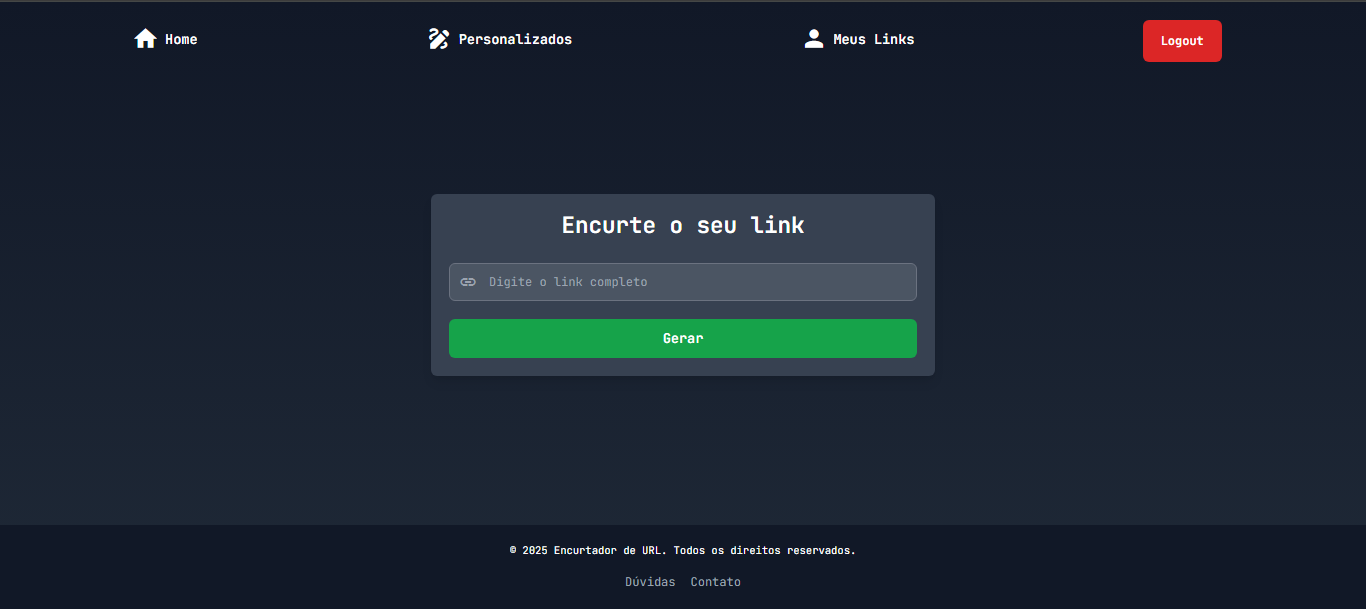 Home
Personalizados
Meus Links
Logout
Encurte o seu link
Digite o link completo
Gerar
© 2025 Encurtador de URL. Todos os direitos reservados.
Dúvidas Contato